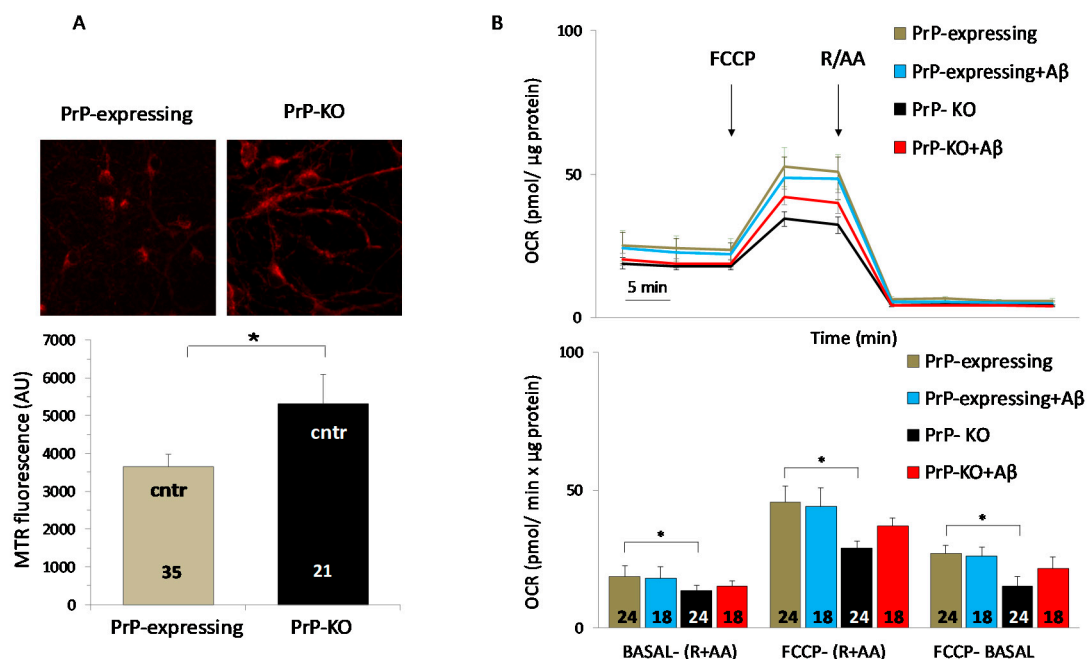 A
PrP-expressing PrP-KO
MTR fluorescence (AU)
7000
6000
5000
4000
3000
2000
1000
0
*
cntr
cntr
35
21
PrP-expressing PrP-KO
B
OCR (pmol/ μg protein)
100
50
0
FCCP R/AA
PrP-expressing
PrP-expressing+Aβ
PrP- KO
PrP-KO+Aβ
5 min
Time (min)
OCR (pmol/ min x μg protein)
100
50
0
PrP-expressing
PrP-expressing+Aβ
PrP- KO
PrP-KO+Aβ
* * *
24 18 24 18 24 18 24 18 24 18 24 18
BASAL- (R+AA) FCCP- (R+AA) FCCP- BASAL